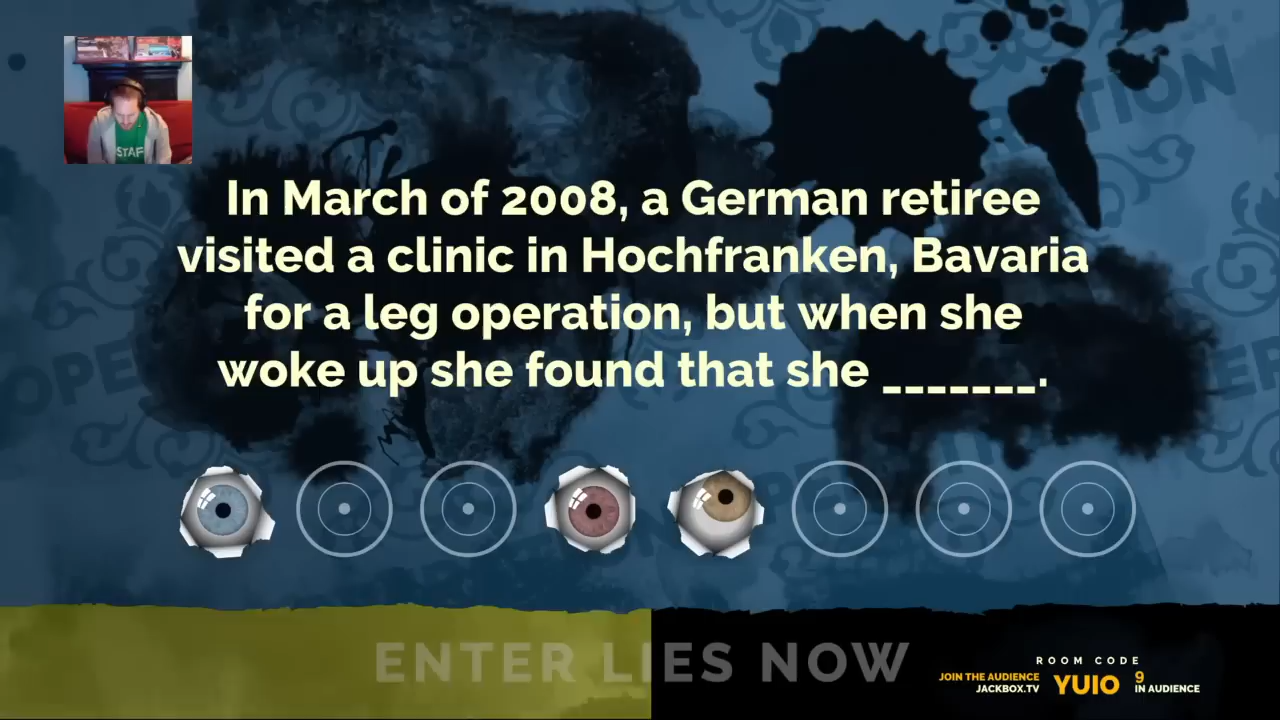 STAFF
In March of 2008, a German retiree
visited a clinic in Hochfranken, Bavaria
for a leg operation, but when she
woke up she found that she _______.
ENTER LIES NOW
ROOM CODE
JOIN THE AUDIENCE
JACKBOX.TV
YUIO
9
IN AUDIENCE